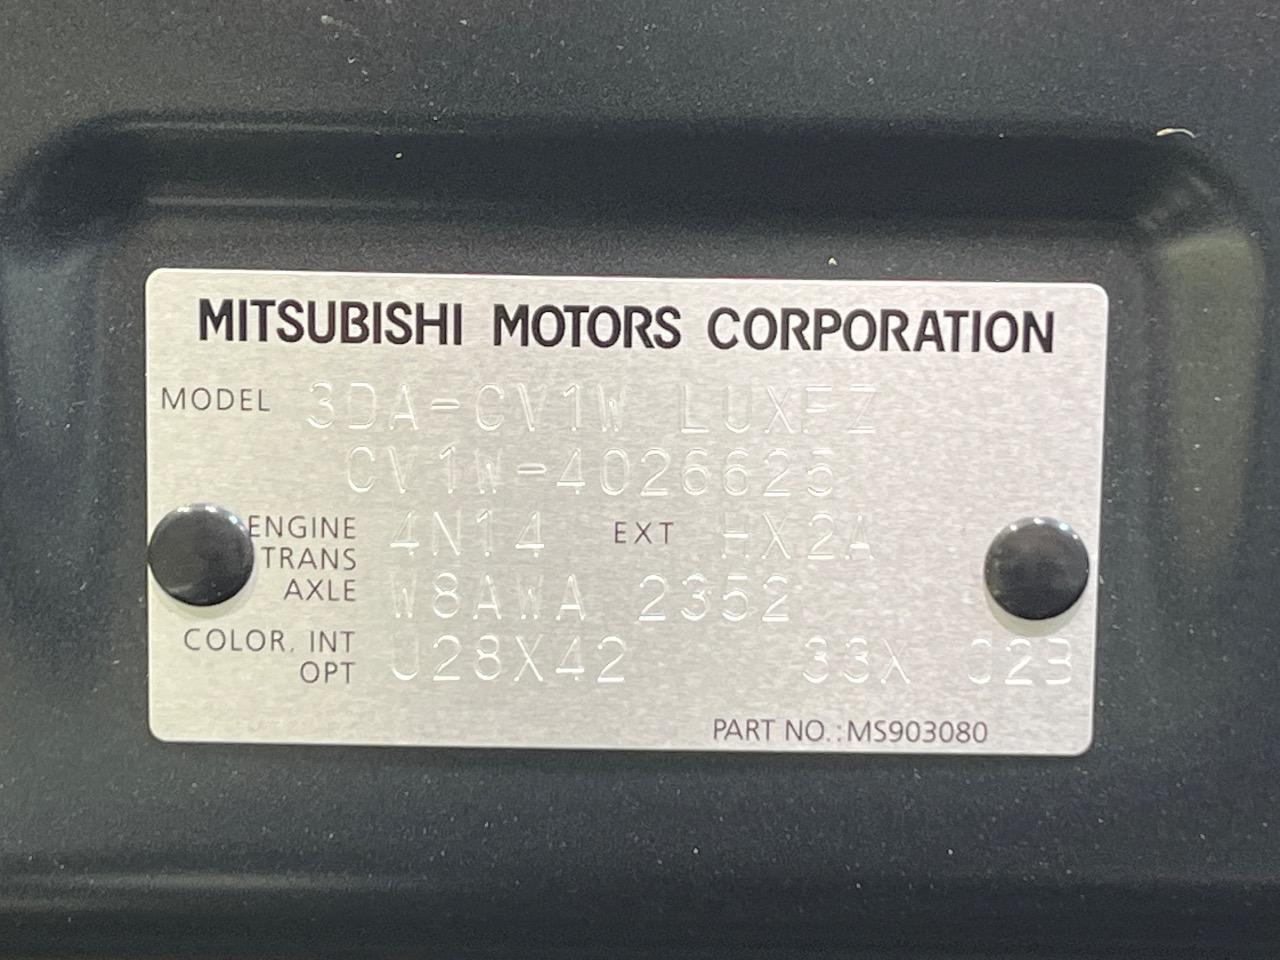 MITSUBISHI MOTORS CORPORATION
MODEL 3DA-CV1W LUXFZ
CV1W-4026625
ENGINE 4N14 EXT HX2A
TRANS
AXLE W8AWA 2352
COLOR. INT
OPT U28X42 33X C23
PART NO.:MS903080